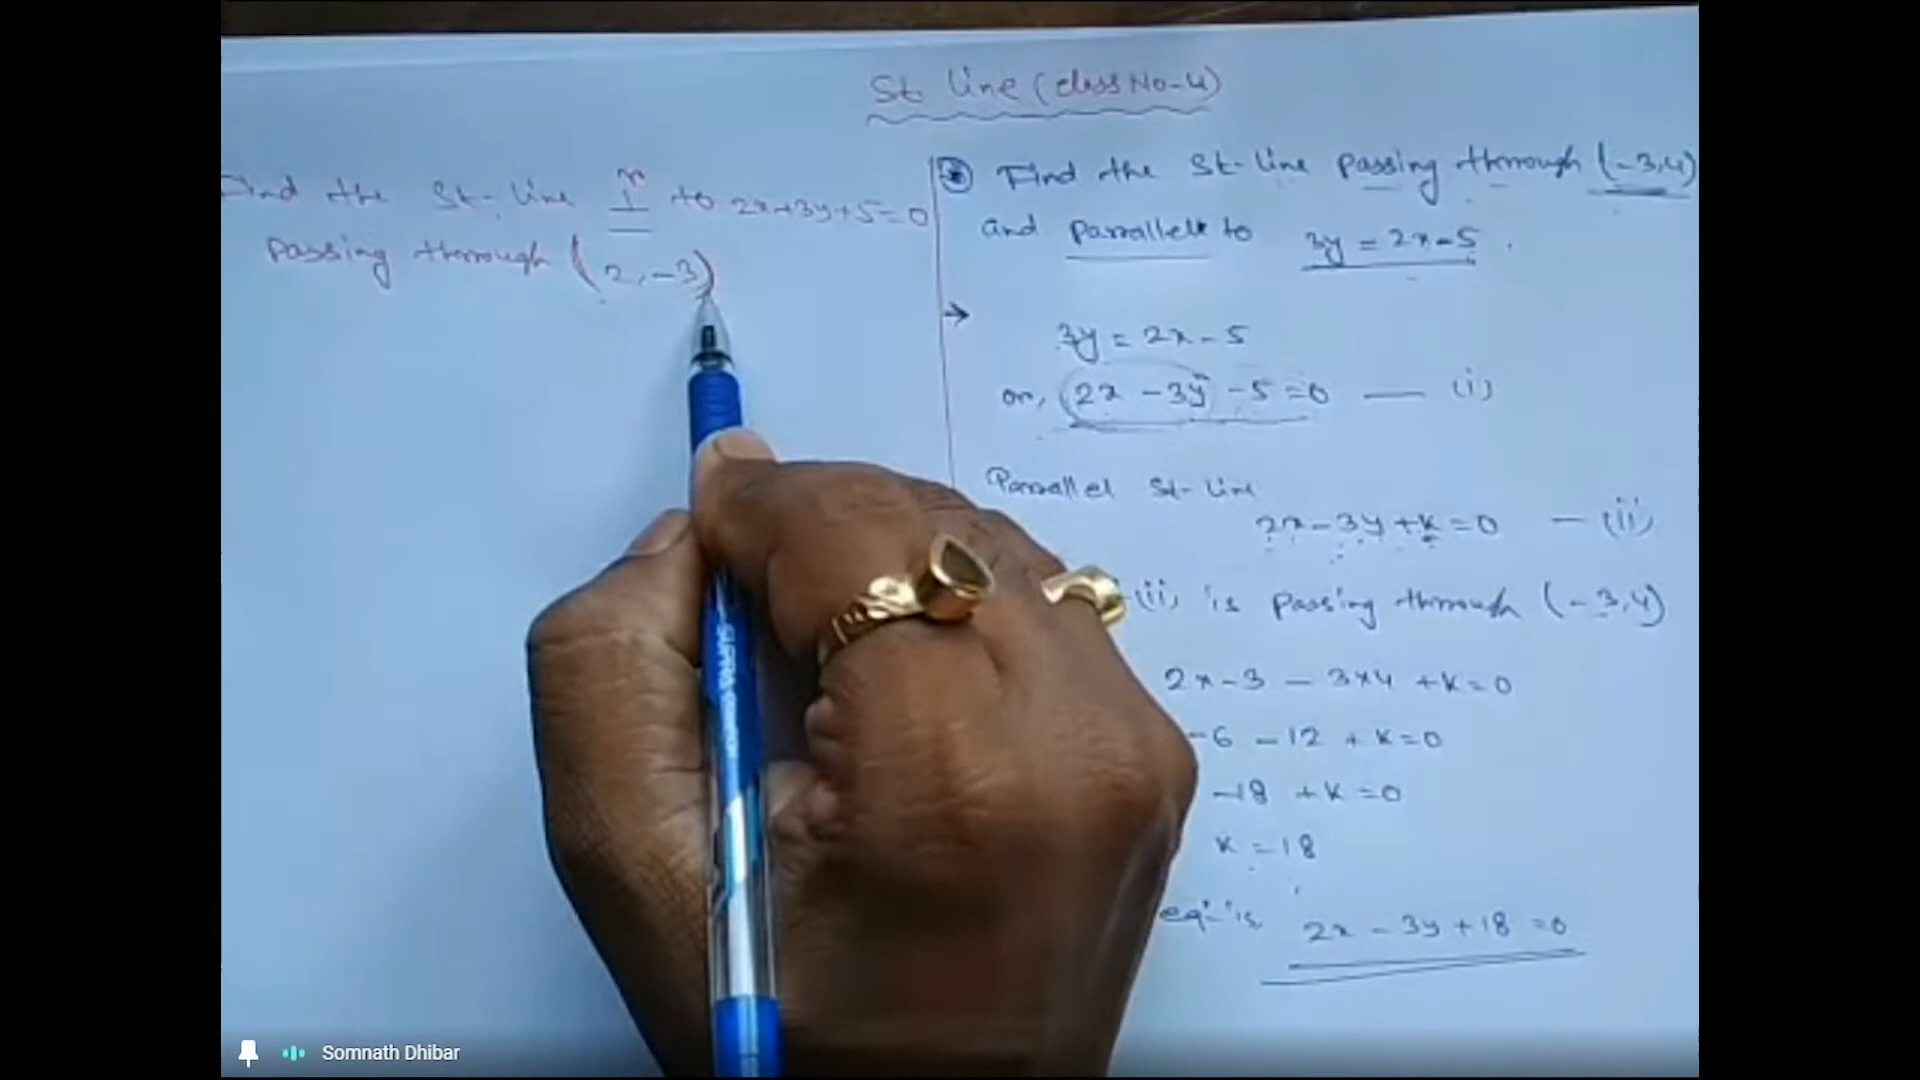 St line (class No-4)
Find the St-line ⊥r to 2x+3y+5=0
Passing through (2,-3)
Find the St-line passing through (-3,4)
and parallel to 3y = 2x-5.
→
3y = 2x - 5
or, 2x - 3y - 5 = 0 — (i)
Parallel St-line
2x - 3y + k = 0 — (ii)
(ii) is passing through (-3,4)
2x-3 - 3x4 + k = 0
-6 -12 + k = 0
-18 + k = 0
k = 18
eqn is 2x - 3y + 18 = 0
SUPRA
Somnath Dhibar